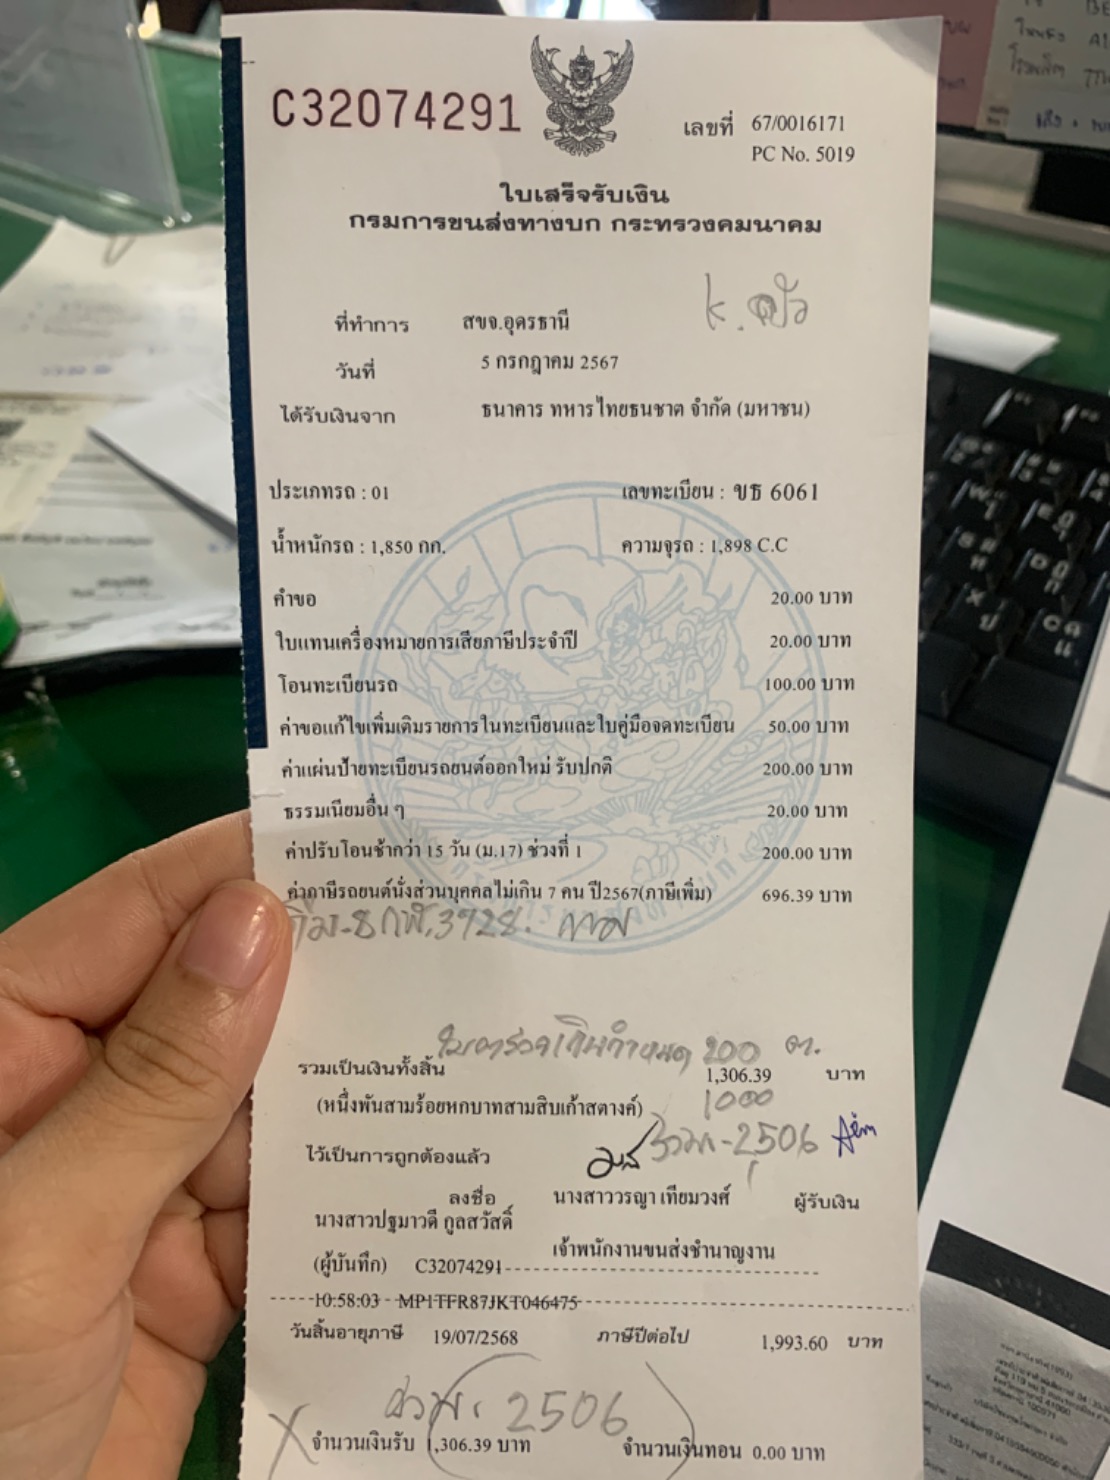 C32074291
เลขที่ 67/0016171
PC No. 5019
ใบเสร็จรับเงิน
กรมการขนส่งทางบก กระทรวงคมนาคม
ที่ทำการ สขจ.อุดรธานี
วันที่ 5 กรกฎาคม 2567
ได้รับเงินจาก ธนาคาร ทหารไทยธนชาต จำกัด (มหาชน)
ประเภทรถ : 01 เลขทะเบียน : ขธ 6061
น้ำหนักรถ : 1,850 กก. ความจุรถ : 1,898 C.C
คำขอ 20.00 บาท
ใบแทนเครื่องหมายการเสียภาษีประจำปี 20.00 บาท
โอนทะเบียนรถ 100.00 บาท
ค่าขอแก้ไขเพิ่มเติมรายการในทะเบียนและใบคู่มือจดทะเบียน 50.00 บาท
ค่าแผ่นป้ายทะเบียนรถยนต์ออกใหม่ รับปกติ 200.00 บาท
ธรรมเนียมอื่น ๆ 20.00 บาท
ค่าปรับโอนช้ากว่า 15 วัน (ม.17) ช่วงที่ 1 200.00 บาท
ค่าภาษีรถยนต์นั่งส่วนบุคคลไม่เกิน 7 คน ปี2567(ภาษีเพิ่ม) 696.39 บาท
ใบตรวจเกินกำหนด 200
รวมเป็นเงินทั้งสิ้น 1,306.39 บาท
(หนึ่งพันสามร้อยหกบาทสามสิบเก้าสตางค์) 1000
2,506
ไว้เป็นการถูกต้องแล้ว
ลงชื่อ นางสาววรญา เทียมวงศ์ ผู้รับเงิน
นางสาวปฐมาวดี กูลสวัสดิ์
เจ้าพนักงานขนส่งชำนาญงาน
(ผู้บันทึก) C32074291
10:58:03 - MP1TFR87JKT046475
วันสิ้นอายุภาษี 19/07/2568 ภาษีปีต่อไป 1,993.60 บาท
2506
จำนวนเงินรับ 1,306.39 บาท จำนวนเงินทอน 0.00 บาท